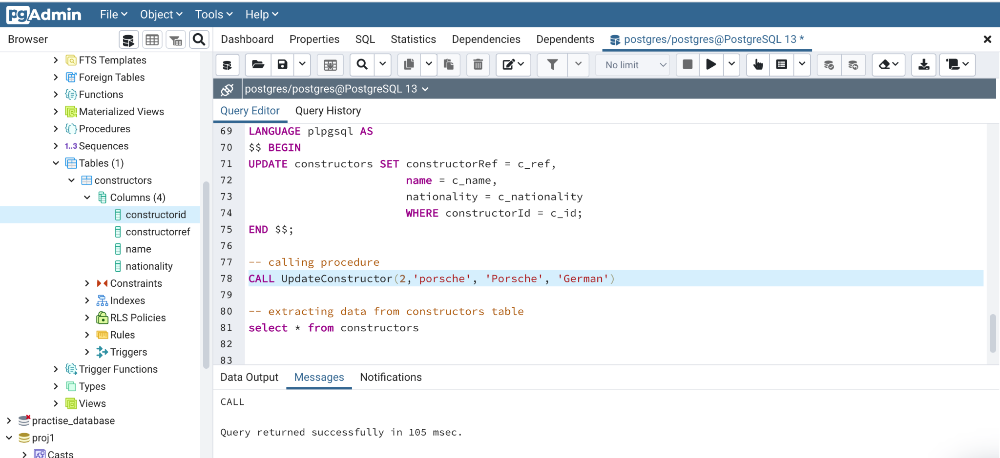 pgAdmin File Object Tools Help
Browser
Dashboard Properties SQL Statistics Dependencies Dependents postgres/postgres@PostgreSQL 13 *
FTS Templates
Foreign Tables
Functions
Materialized Views
Procedures
1..3 Sequences
Tables (1)
constructors
Columns (4)
constructorid
constructorref
name
nationality
Constraints
Indexes
RLS Policies
Rules
Triggers
Trigger Functions
Types
Views
practise_database
proj1
Casts
No limit
postgres/postgres@PostgreSQL 13
Query Editor Query History
69 LANGUAGE plpgsql AS
70 $$ BEGIN
71 UPDATE constructors SET constructorRef = c_ref,
72 name = c_name,
73 nationality = c_nationality
74 WHERE constructorId = c_id;
75 END $$;
76
77 -- calling procedure
78 CALL UpdateConstructor(2,'porsche', 'Porsche', 'German')
79
80 -- extracting data from constructors table
81 select * from constructors
82
83
Data Output Messages Notifications
CALL
Query returned successfully in 105 msec.